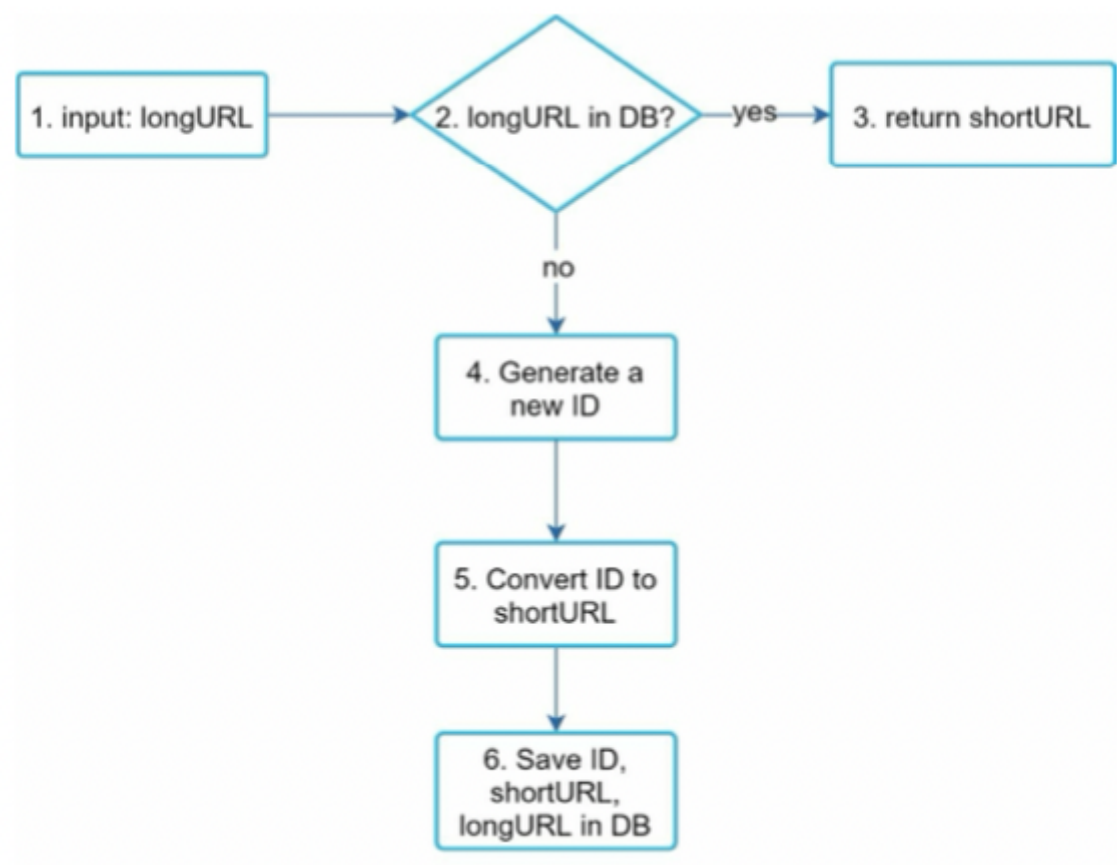 1. input: longURL
2. longURL in DB?
yes
3. return shortURL
no
4. Generate a
new ID
5. Convert ID to
shortURL
6. Save ID,
shortURL,
longURL in DB